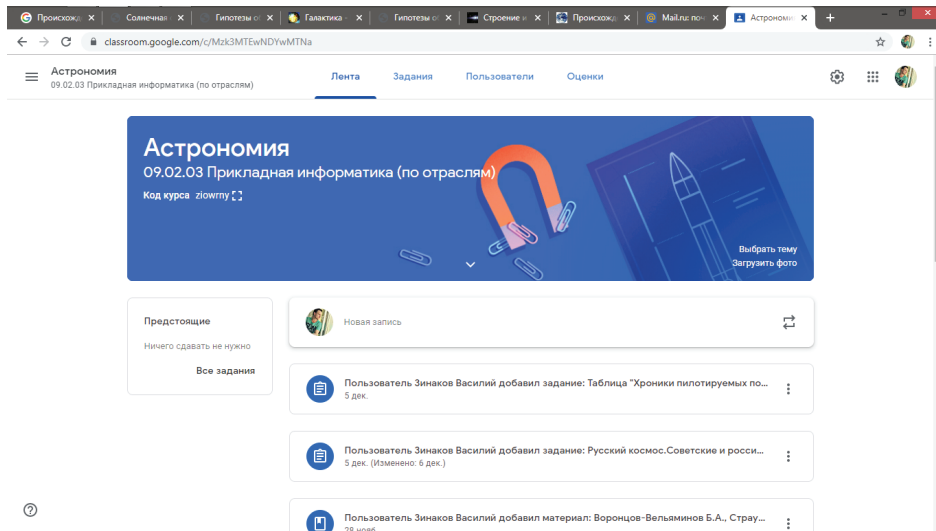 Происхожд
Солнечная
Гипотезы об
Галактика -
Гипотезы об
Строение и
Происхожд
Mail.ru: поч
Астрономи
classroom.google.com/c/Mzk3MTEwNDYwMTNa
Астрономия
09.02.03 Прикладная информатика (по отраслям)
Лента
Задания
Пользователи
Оценки
Астрономия
09.02.03 Прикладная информатика (по отраслям)
Код курса ziowrny
Выбрать тему
Загрузить фото
Предстоящие
Ничего сдавать не нужно
Все задания
Новая запись
Пользователь Зинаков Василий добавил задание: Таблица "Хроники пилотируемых по...
5 дек.
Пользователь Зинаков Василий добавил задание: Русский космос.Советские и росси...
5 дек. (Изменено: 6 дек.)
Пользователь Зинаков Василий добавил материал: Воронцов-Вельяминов Б.А., Страу...
28 нояб.